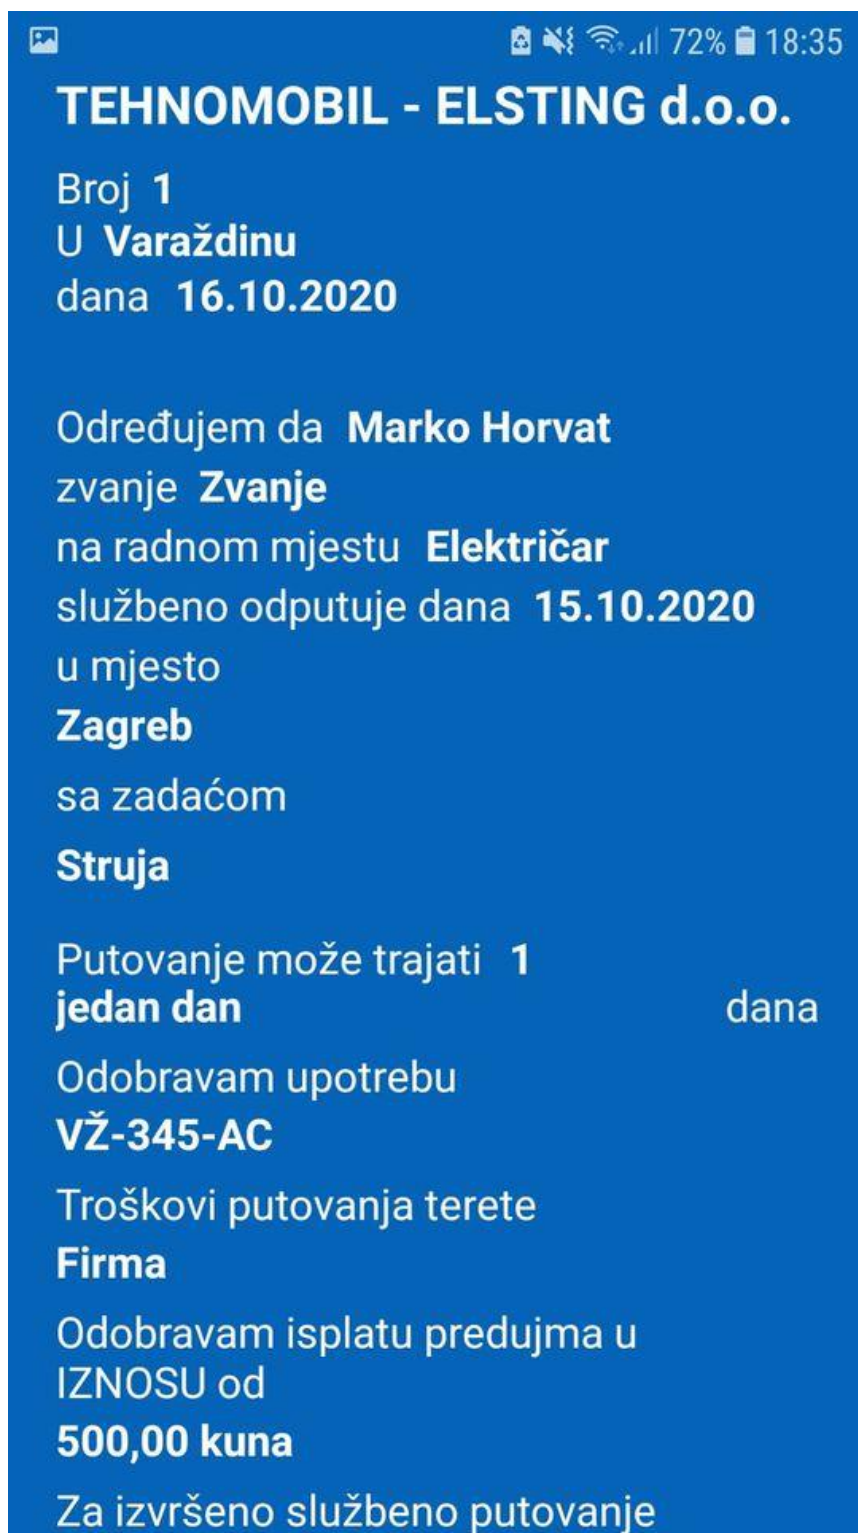 72% 18:35
TEHNOMOBIL - ELSTING d.o.o.
Broj 1
U Varaždinu
dana 16.10.2020
Određujem da Marko Horvat
zvanje Zvanje
na radnom mjestu Električar
službeno odputuje dana 15.10.2020
u mjesto
Zagreb
sa zadaćom
Struja
Putovanje može trajati 1
jedan dan dana
Odobravam upotrebu
VŽ-345-AC
Troškovi putovanja terete
Firma
Odobravam isplatu predujma u
IZNOSU od
500,00 kuna
Za izvršeno službeno putovanje